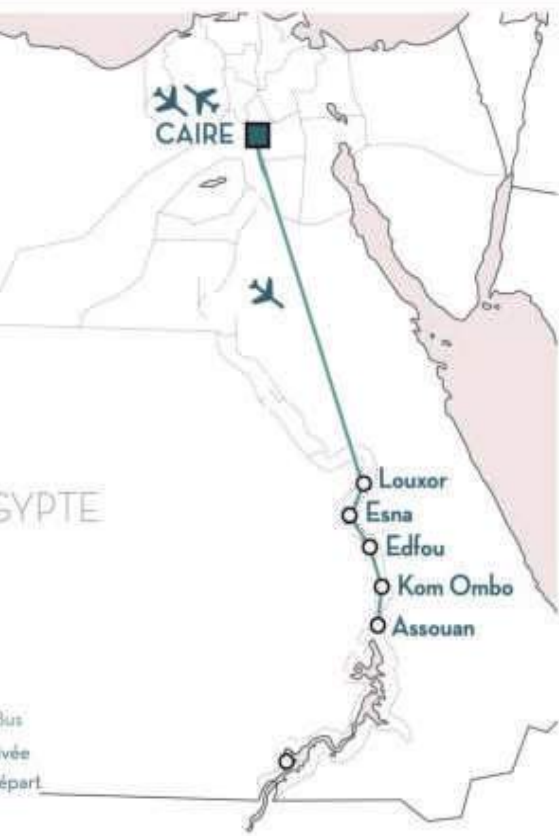 CAIRE
Louxor
Esna
Edfou
GYPTE
Kom Ombo
Assouan
Bus
ivée
épart